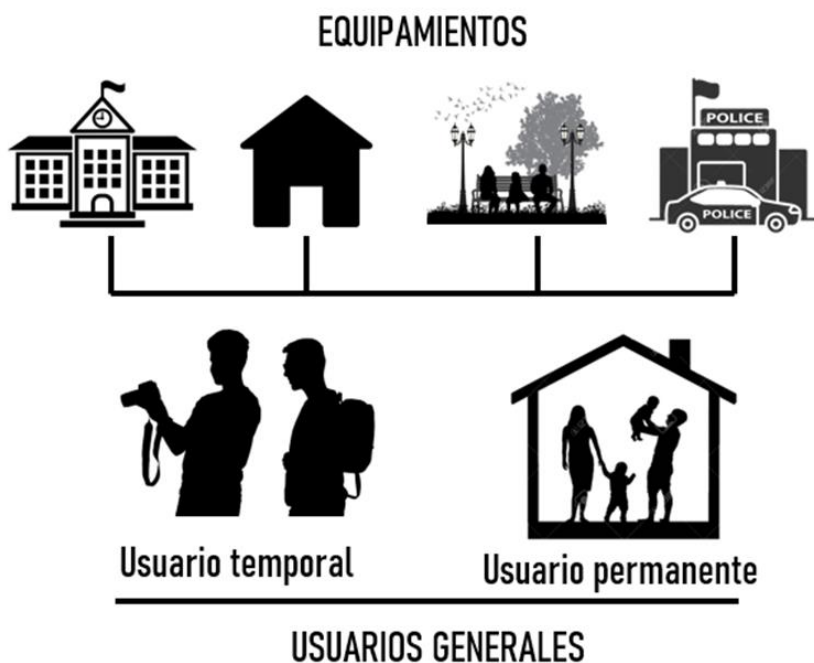 EQUIPAMIENTOS
POLICE
POLICE
Usuario temporal
Usuario permanente
USUARIOS GENERALES